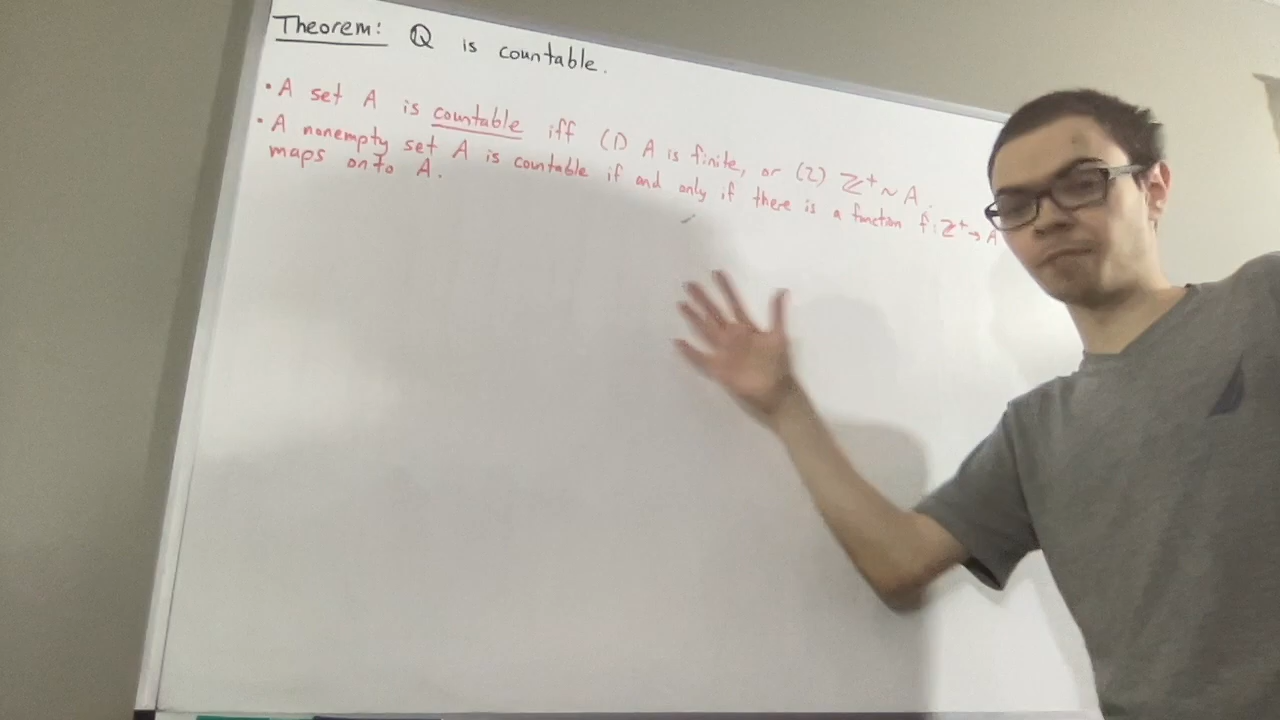 Theorem: ℚ is countable.
• A set A is countable iff (1) A is finite, or (2) ℤ⁺ ~ A.
• A nonempty set A is countable if and only if there is a function f: ℤ⁺ → A
maps onto A.